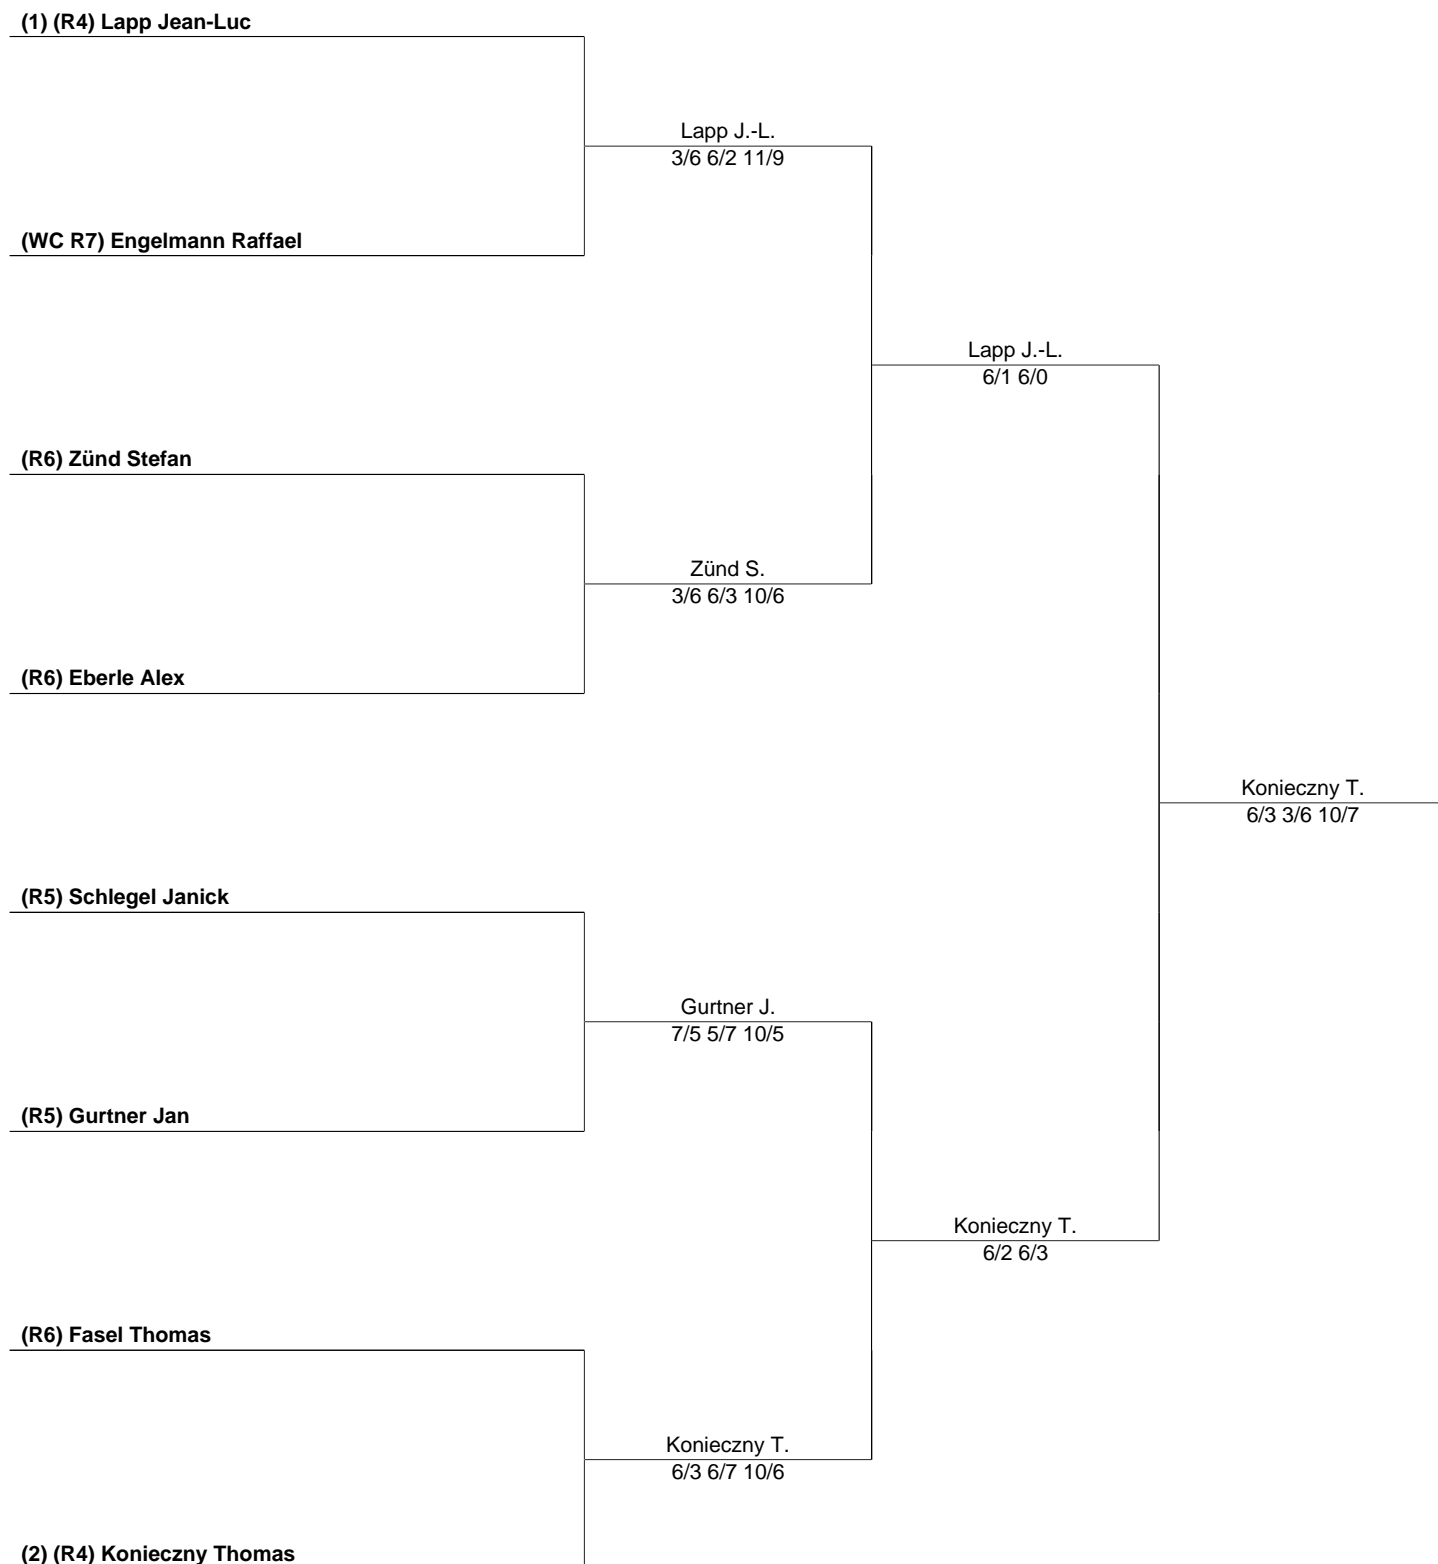 (1) (R4) Lapp Jean-Luc
Lapp J.-L.
3/6 6/2 11/9
(WC R7) Engelmann Raffael
Lapp J.-L.
6/1 6/0
(R6) Zünd Stefan
Zünd S.
3/6 6/3 10/6
(R6) Eberle Alex
Konieczny T.
6/3 3/6 10/7
(R5) Schlegel Janick
Gurtner J.
7/5 5/7 10/5
(R5) Gurtner Jan
Konieczny T.
6/2 6/3
(R6) Fasel Thomas
Konieczny T.
6/3 6/7 10/6
(2) (R4) Konieczny Thomas